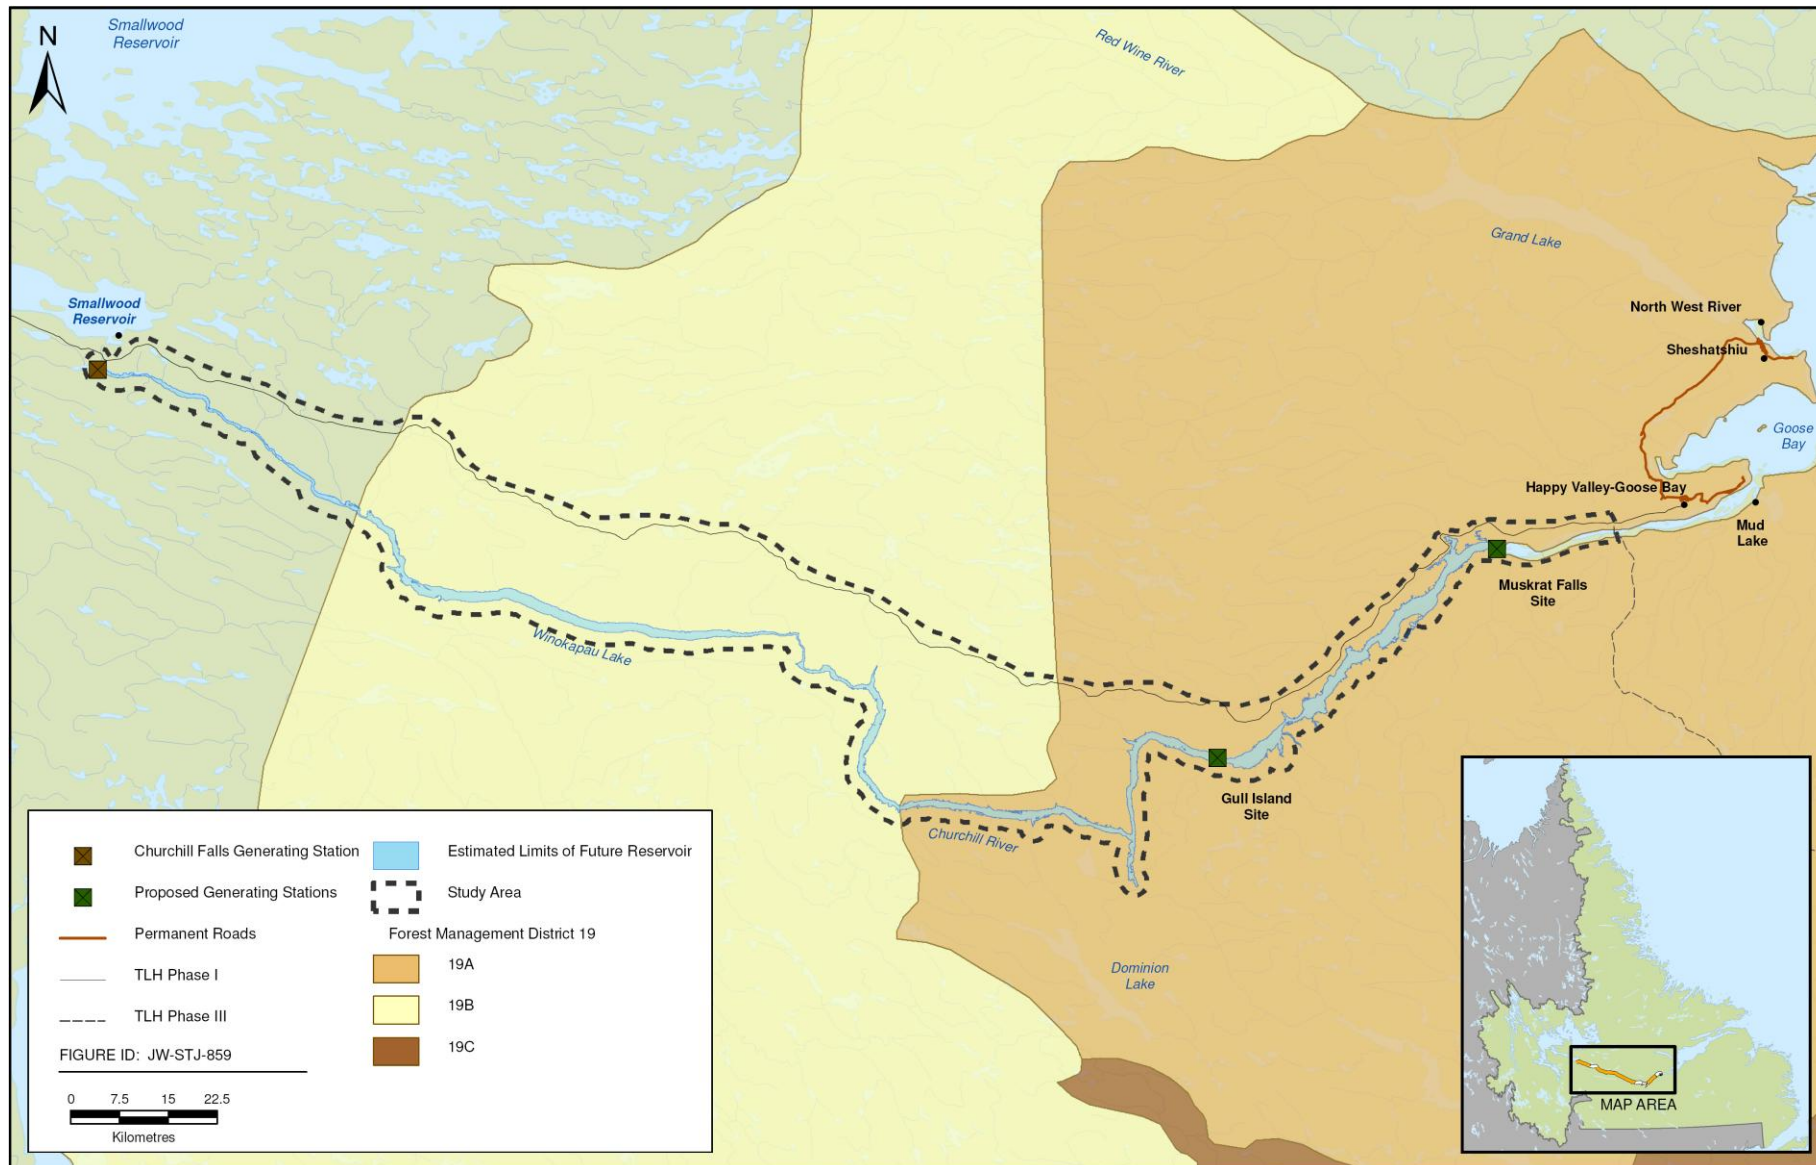 Smallwood
Reservoir
N
Red Wine River
Grand Lake
North West River
Sheshatshiu
Goose
Bay
Happy Valley-Goose Bay
Mud
Lake
Smallwood
Reservoir
Muskrat Falls
Site
Winokapau Lake
Gull Island
Site
Churchill River
Dominion
Lake
Churchill Falls Generating Station
Proposed Generating Stations
Permanent Roads
TLH Phase I
TLH Phase III
FIGURE ID: JW-STJ-859
0 7.5 15 22.5
Kilometres
Estimated Limits of Future Reservoir
Study Area
Forest Management District 19
19A
19B
19C
MAP AREA